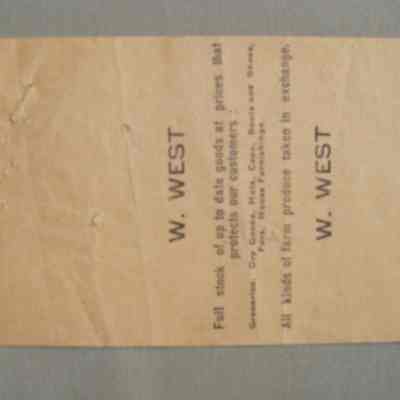 W. WEST
Full stock of up to date goods at prices that
protects our customers :
Groceries, Dry Goods, Hats, Caps, Boots and Shoes,
Furs, House Furnishings.
All kinds of farm produce taken in exchange.
W. WEST